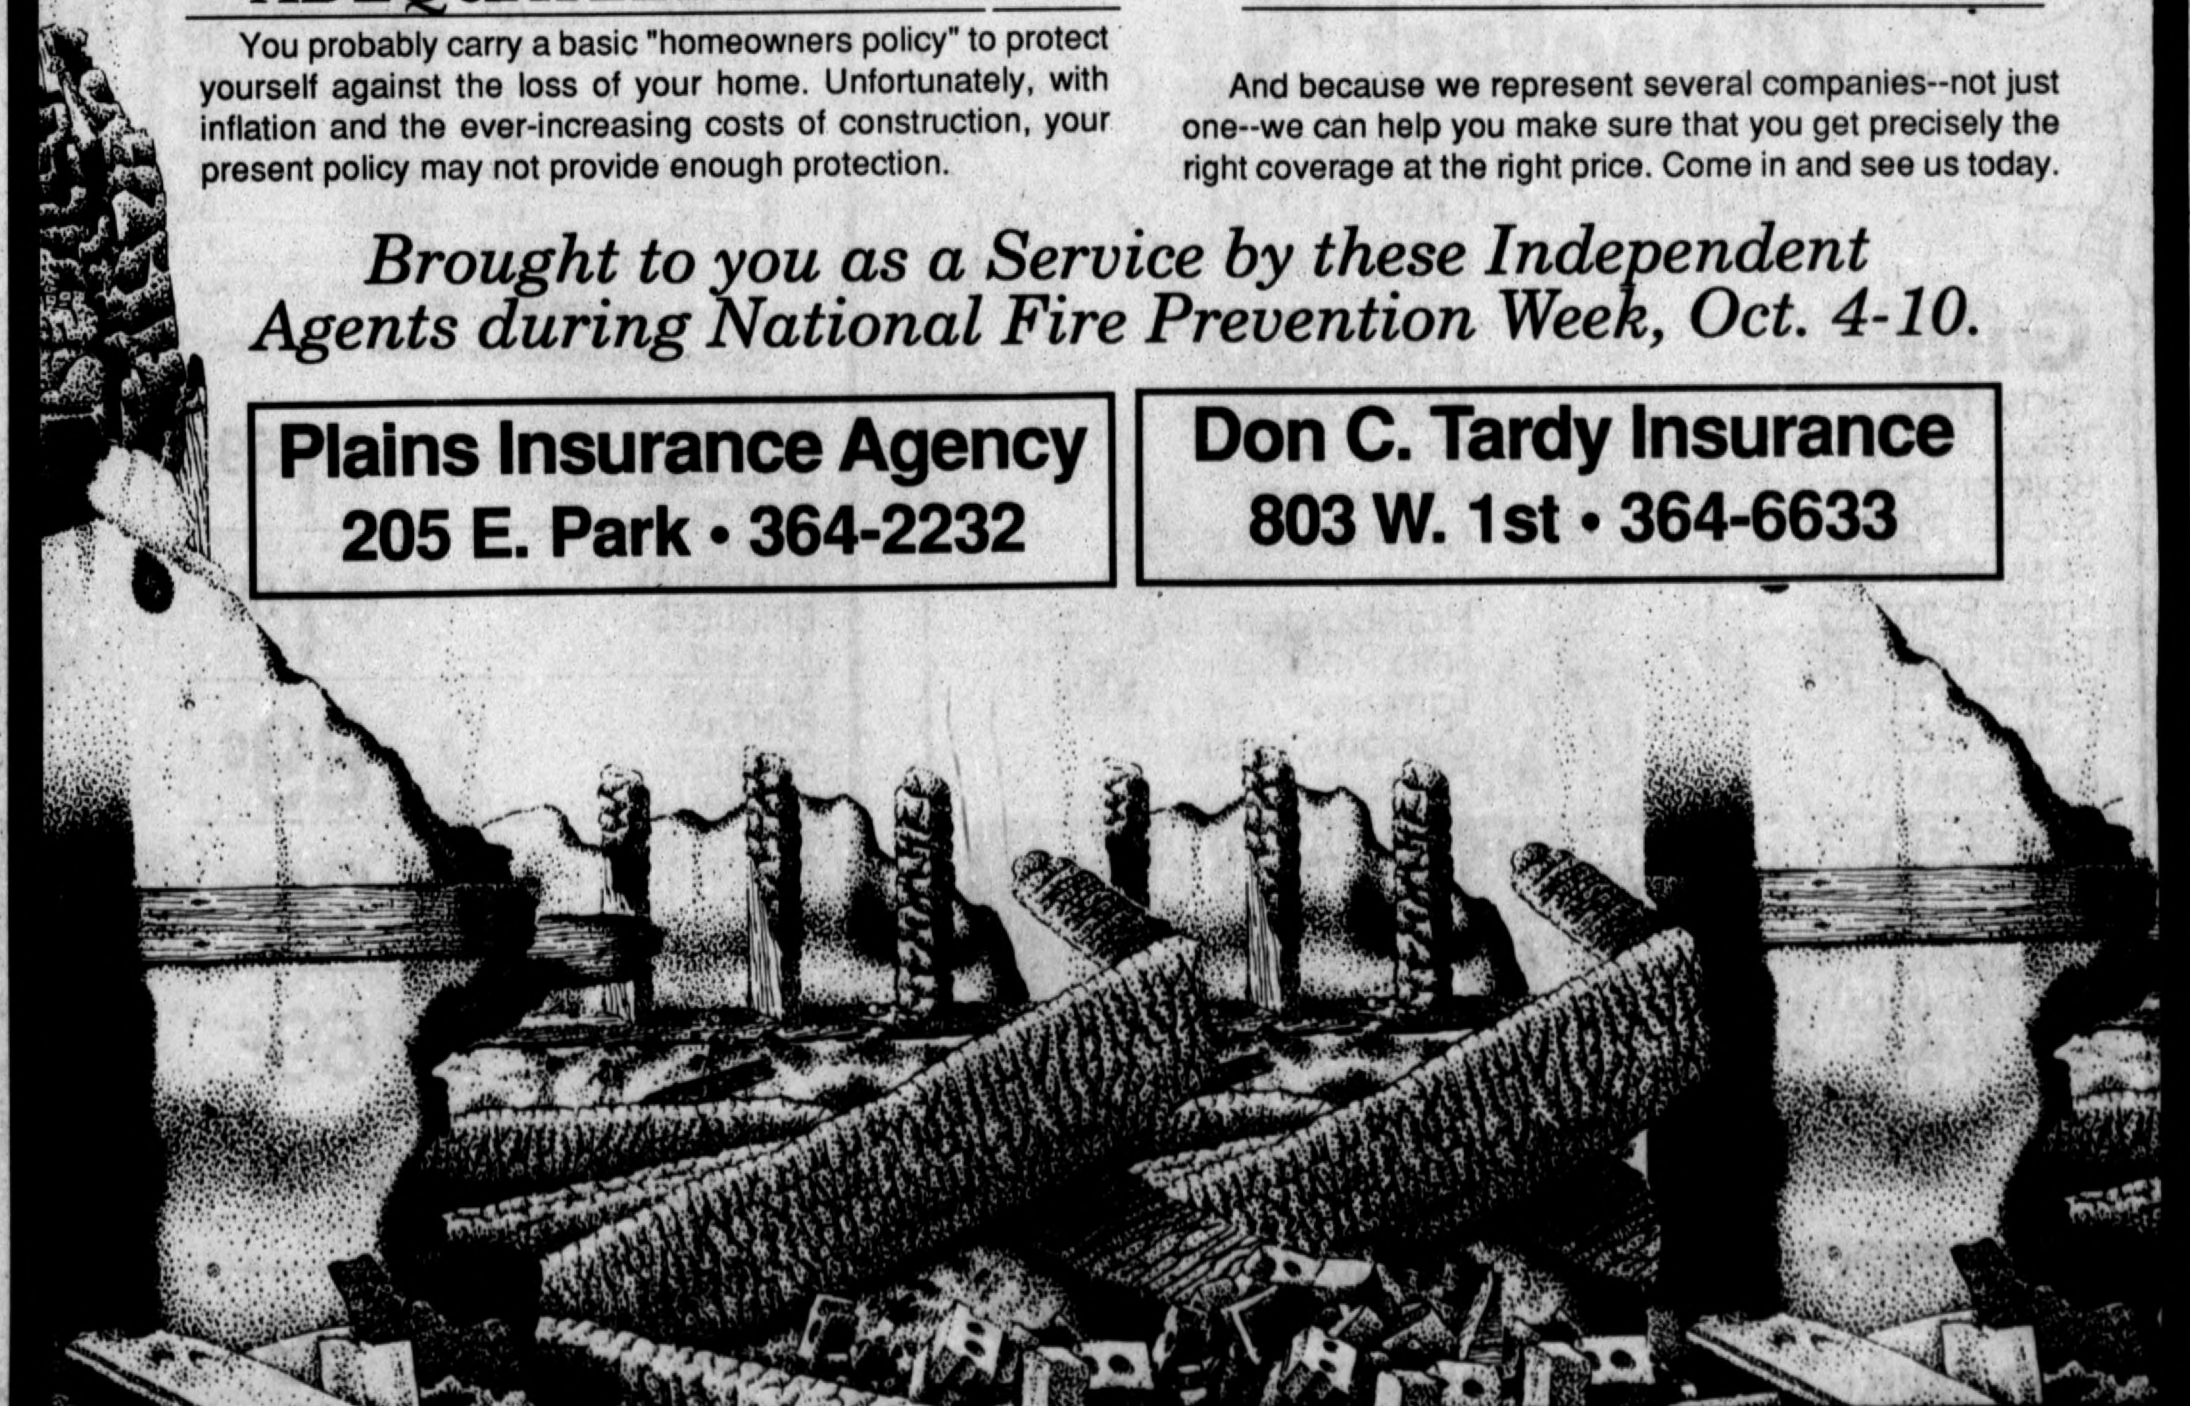 You probably carry a basic "homeowners policy" to protect
yourself against the loss of your home. Unfortunately, with
inflation and the ever-increasing costs of construction, your
present policy may not provide enough protection.
And because we represent several companies--not just
one--we can help you make sure that you get precisely the
right coverage at the right price. Come in and see us today.
Brought to you as a Service by these Independent
Agents during National Fire Prevention Week, Oct. 4-10.
Plains Insurance Agency
205 E. Park • 364-2232
Don C. Tardy Insurance
803 W. 1st • 364-6633